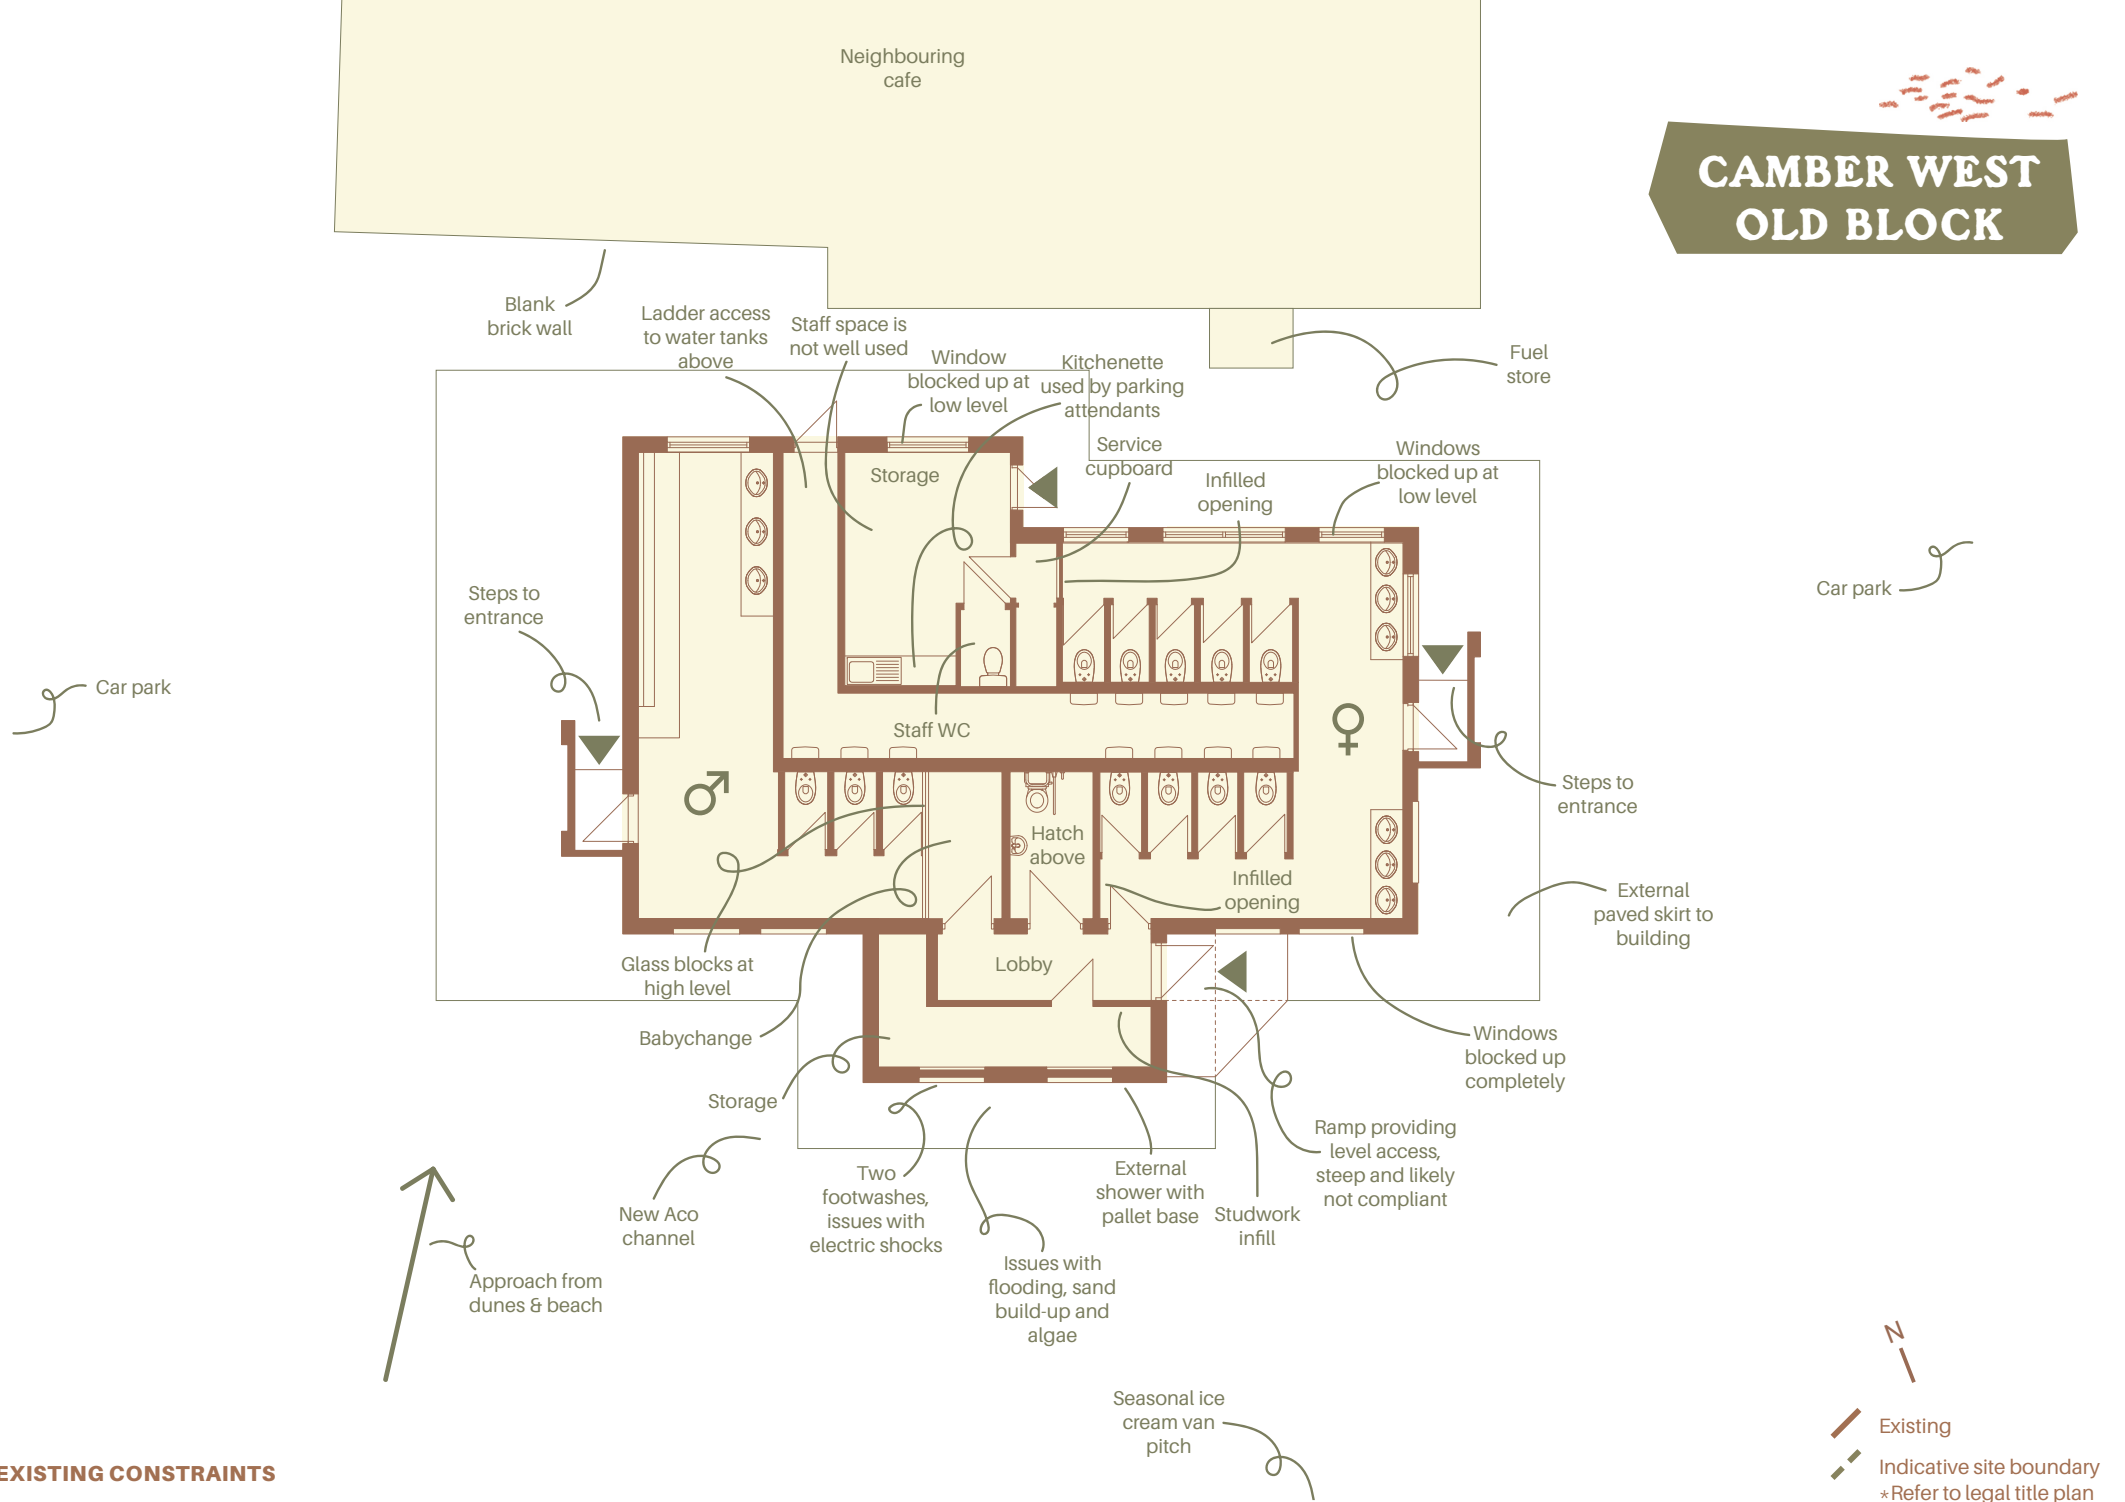 Neighbouring
cafe
CAMBER WEST
OLD BLOCK
Blank
brick wall
Ladder access
to water tanks
above
Staff space is
not well used
Window
blocked up at
low level
Kitchenette
used by parking
attendants
Fuel
store
Service
cupboard
Windows
blocked up at
low level
Infilled
opening
Storage
Steps to
entrance
Car park
Car park
Staff WC
Steps to
entrance
Hatch
above
Infilled
opening
External
paved skirt to
building
Glass blocks at
high level
Lobby
Babychange
Windows
blocked up
completely
Storage
Ramp providing
level access,
steep and likely
not compliant
New Aco
channel
Two
footwashes,
issues with
electric shocks
External
shower with
pallet base
Studwork
infill
Issues with
flooding, sand
build-up and
algae
Approach from
dunes & beach
Seasonal ice
cream van
pitch
N
Existing
Indicative site boundary
*Refer to legal title plan
EXISTING CONSTRAINTS